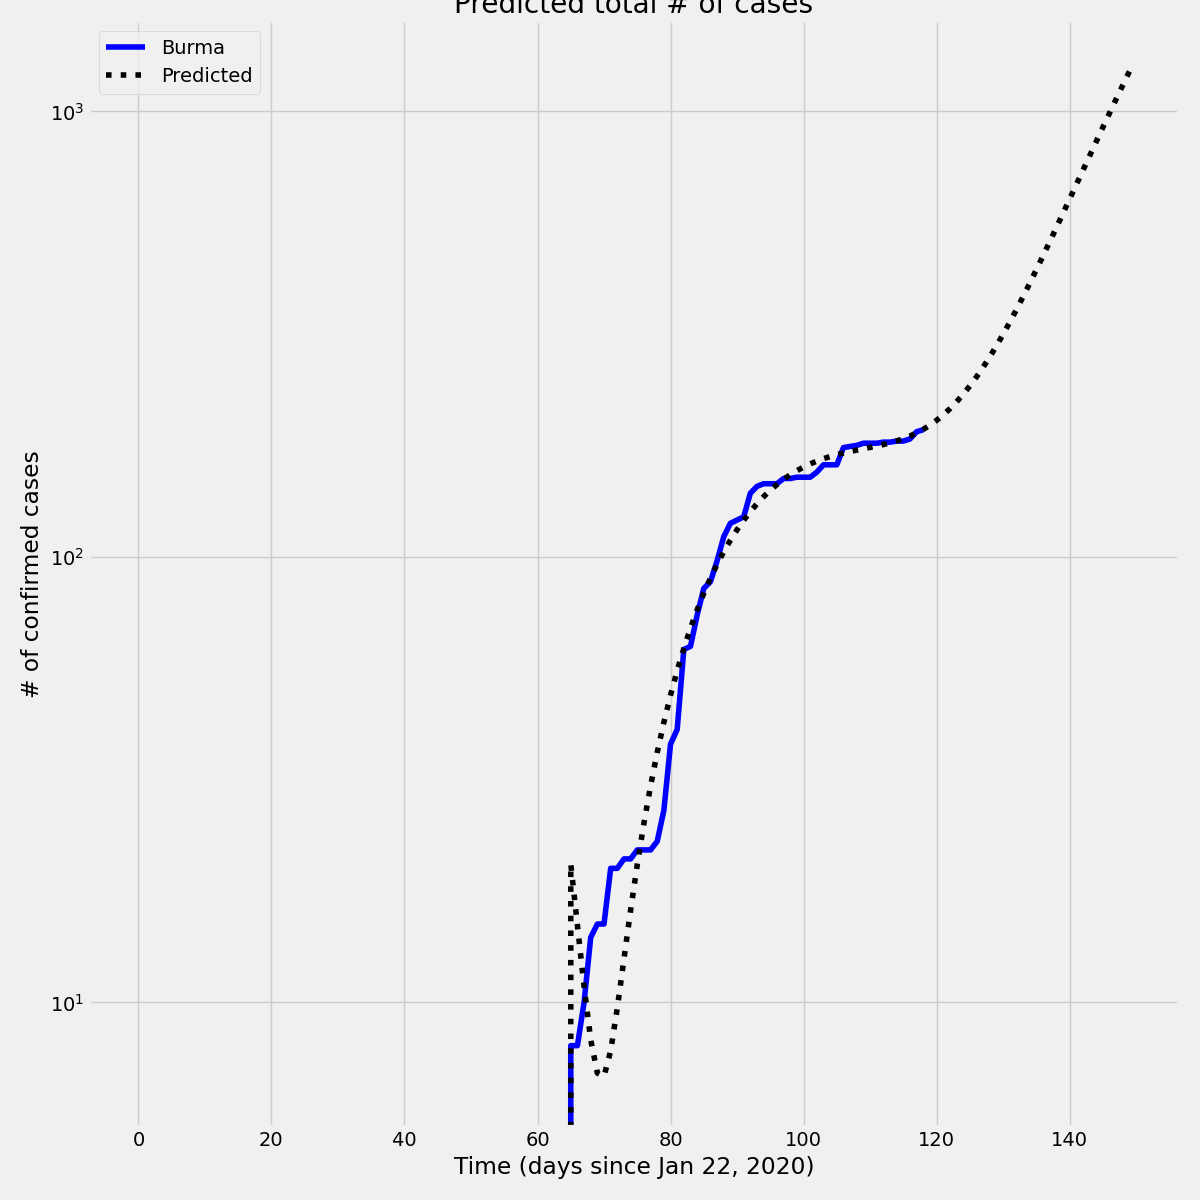 Predicted total # of cases
Burma
Predicted
10³
10²
10¹
# of confirmed cases
0 20 40 60 80 100 120 140
Time (days since Jan 22, 2020)